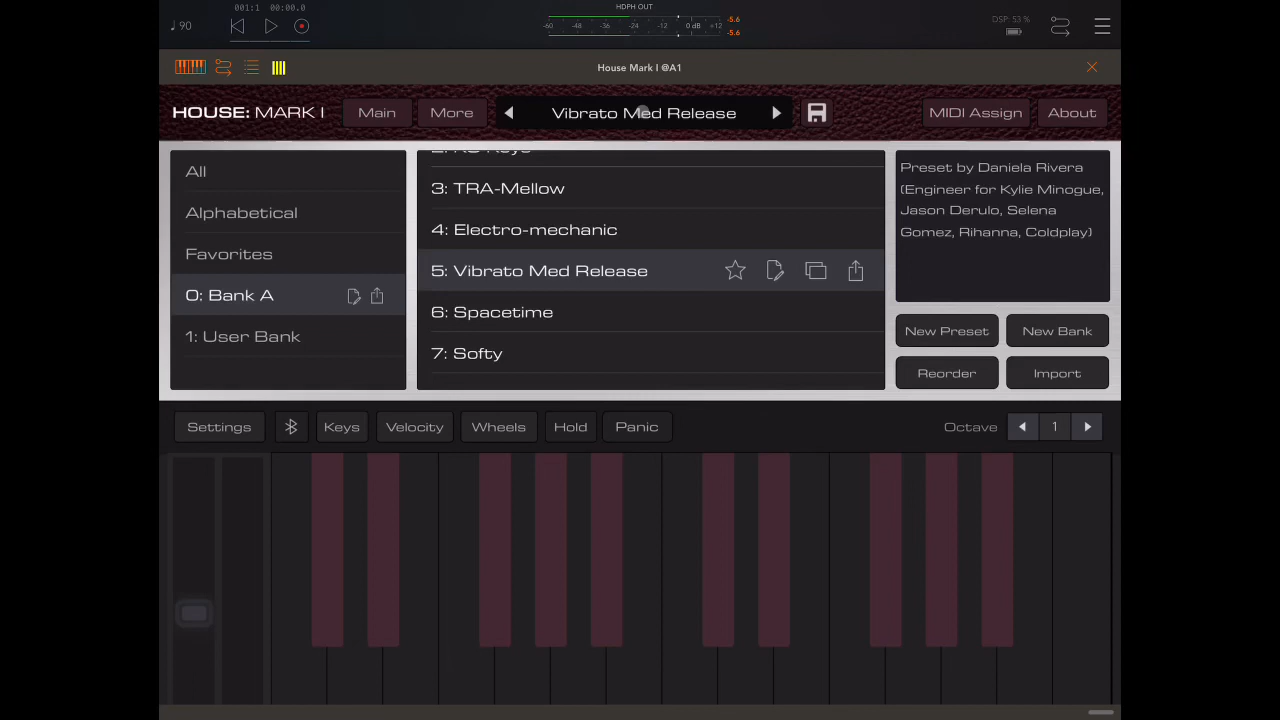 001:1 00:00.0
HDPH OUT
♩90
-60 -48 -36 -24 -12 0 dB +12
-5.6
-5.6
DSP: 53 %
House Mark I @A1
HOUSE: MARK I
Main
More
Vibrato Med Release
MIDI Assign
About
All
Alphabetical
Favorites
0: Bank A
1: User Bank
3: TRA-Mellow
4: Electro-mechanic
5: Vibrato Med Release
6: Spacetime
7: Softy
Preset by Daniela Rivera
(Engineer for Kylie Minogue,
Jason Derulo, Selena
Gomez, Rihanna, Coldplay)
New Preset
New Bank
Reorder
Import
Settings
Keys
Velocity
Wheels
Hold
Panic
Octave
1